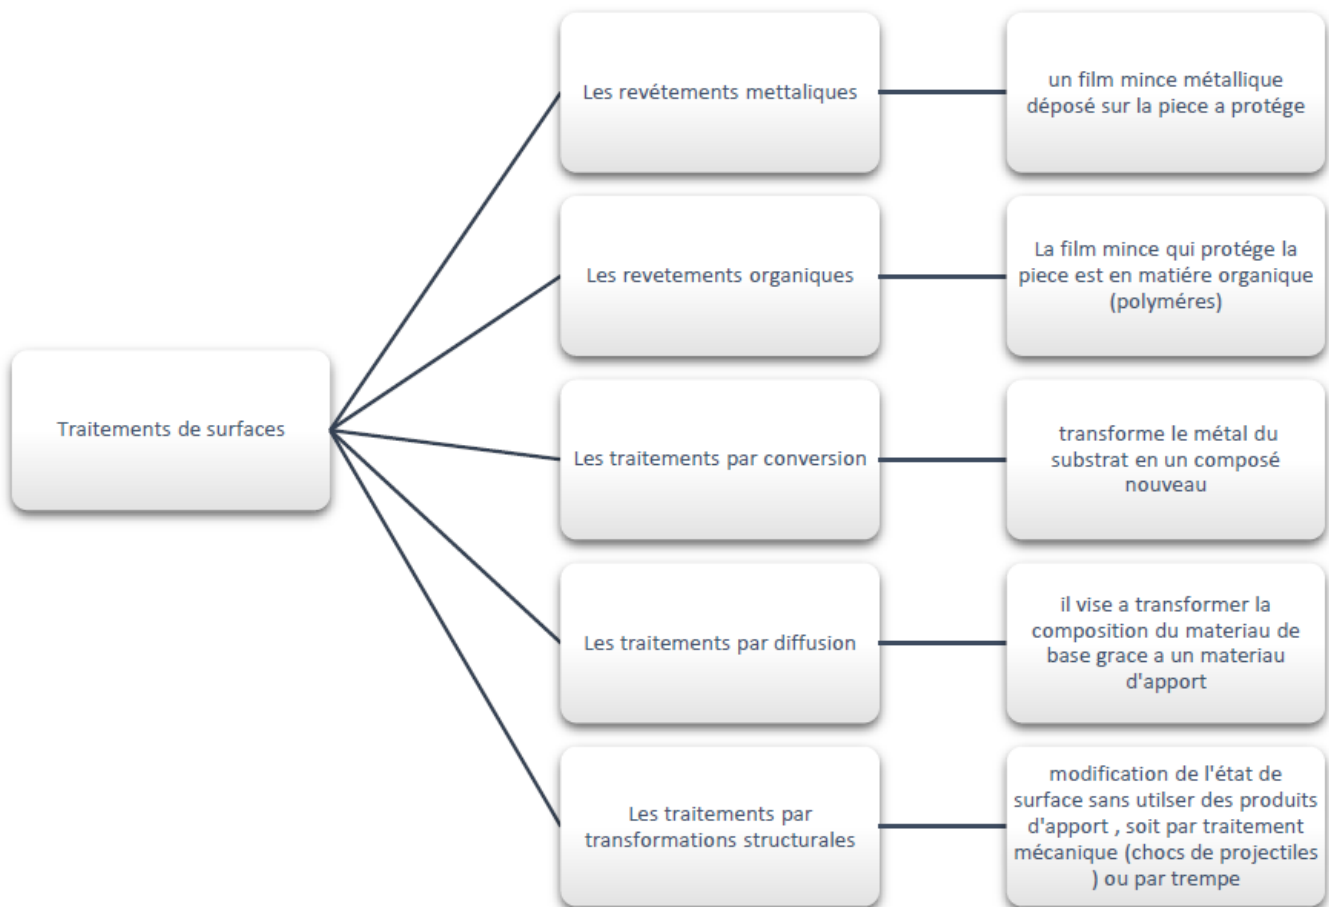 Traitements de surfaces
Les revétements mettaliques
un film mince métallique
déposé sur la piece a protége
Les revetements organiques
La film mince qui protége la
piece est en matiére organique
(polyméres)
Les traitements par conversion
transforme le métal du
substrat en un composé
nouveau
Les traitements par diffusion
il vise a transformer la
composition du materiau de
base grace a un materiau
d'apport
Les traitements par
transformations structurales
modification de l'état de
surface sans utilser des produits
d'apport , soit par traitement
mécanique (chocs de projectiles
) ou par trempe